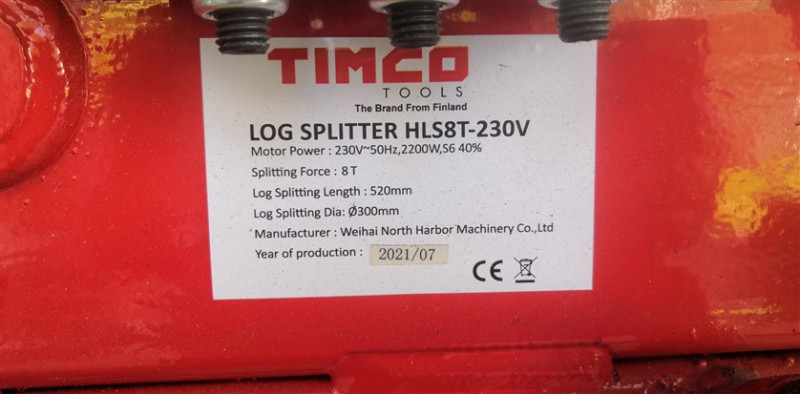 TIMCO
TOOLS
The Brand From Finland
LOG SPLITTER HLS8T-230V
Motor Power : 230V~50Hz,2200W,S6 40%
Splitting Force : 8 T
Log Splitting Length : 520mm
Log Splitting Dia: Ø300mm
Manufacturer : Weihai North Harbor Machinery Co.,Ltd
Year of production : 2021/07
CE